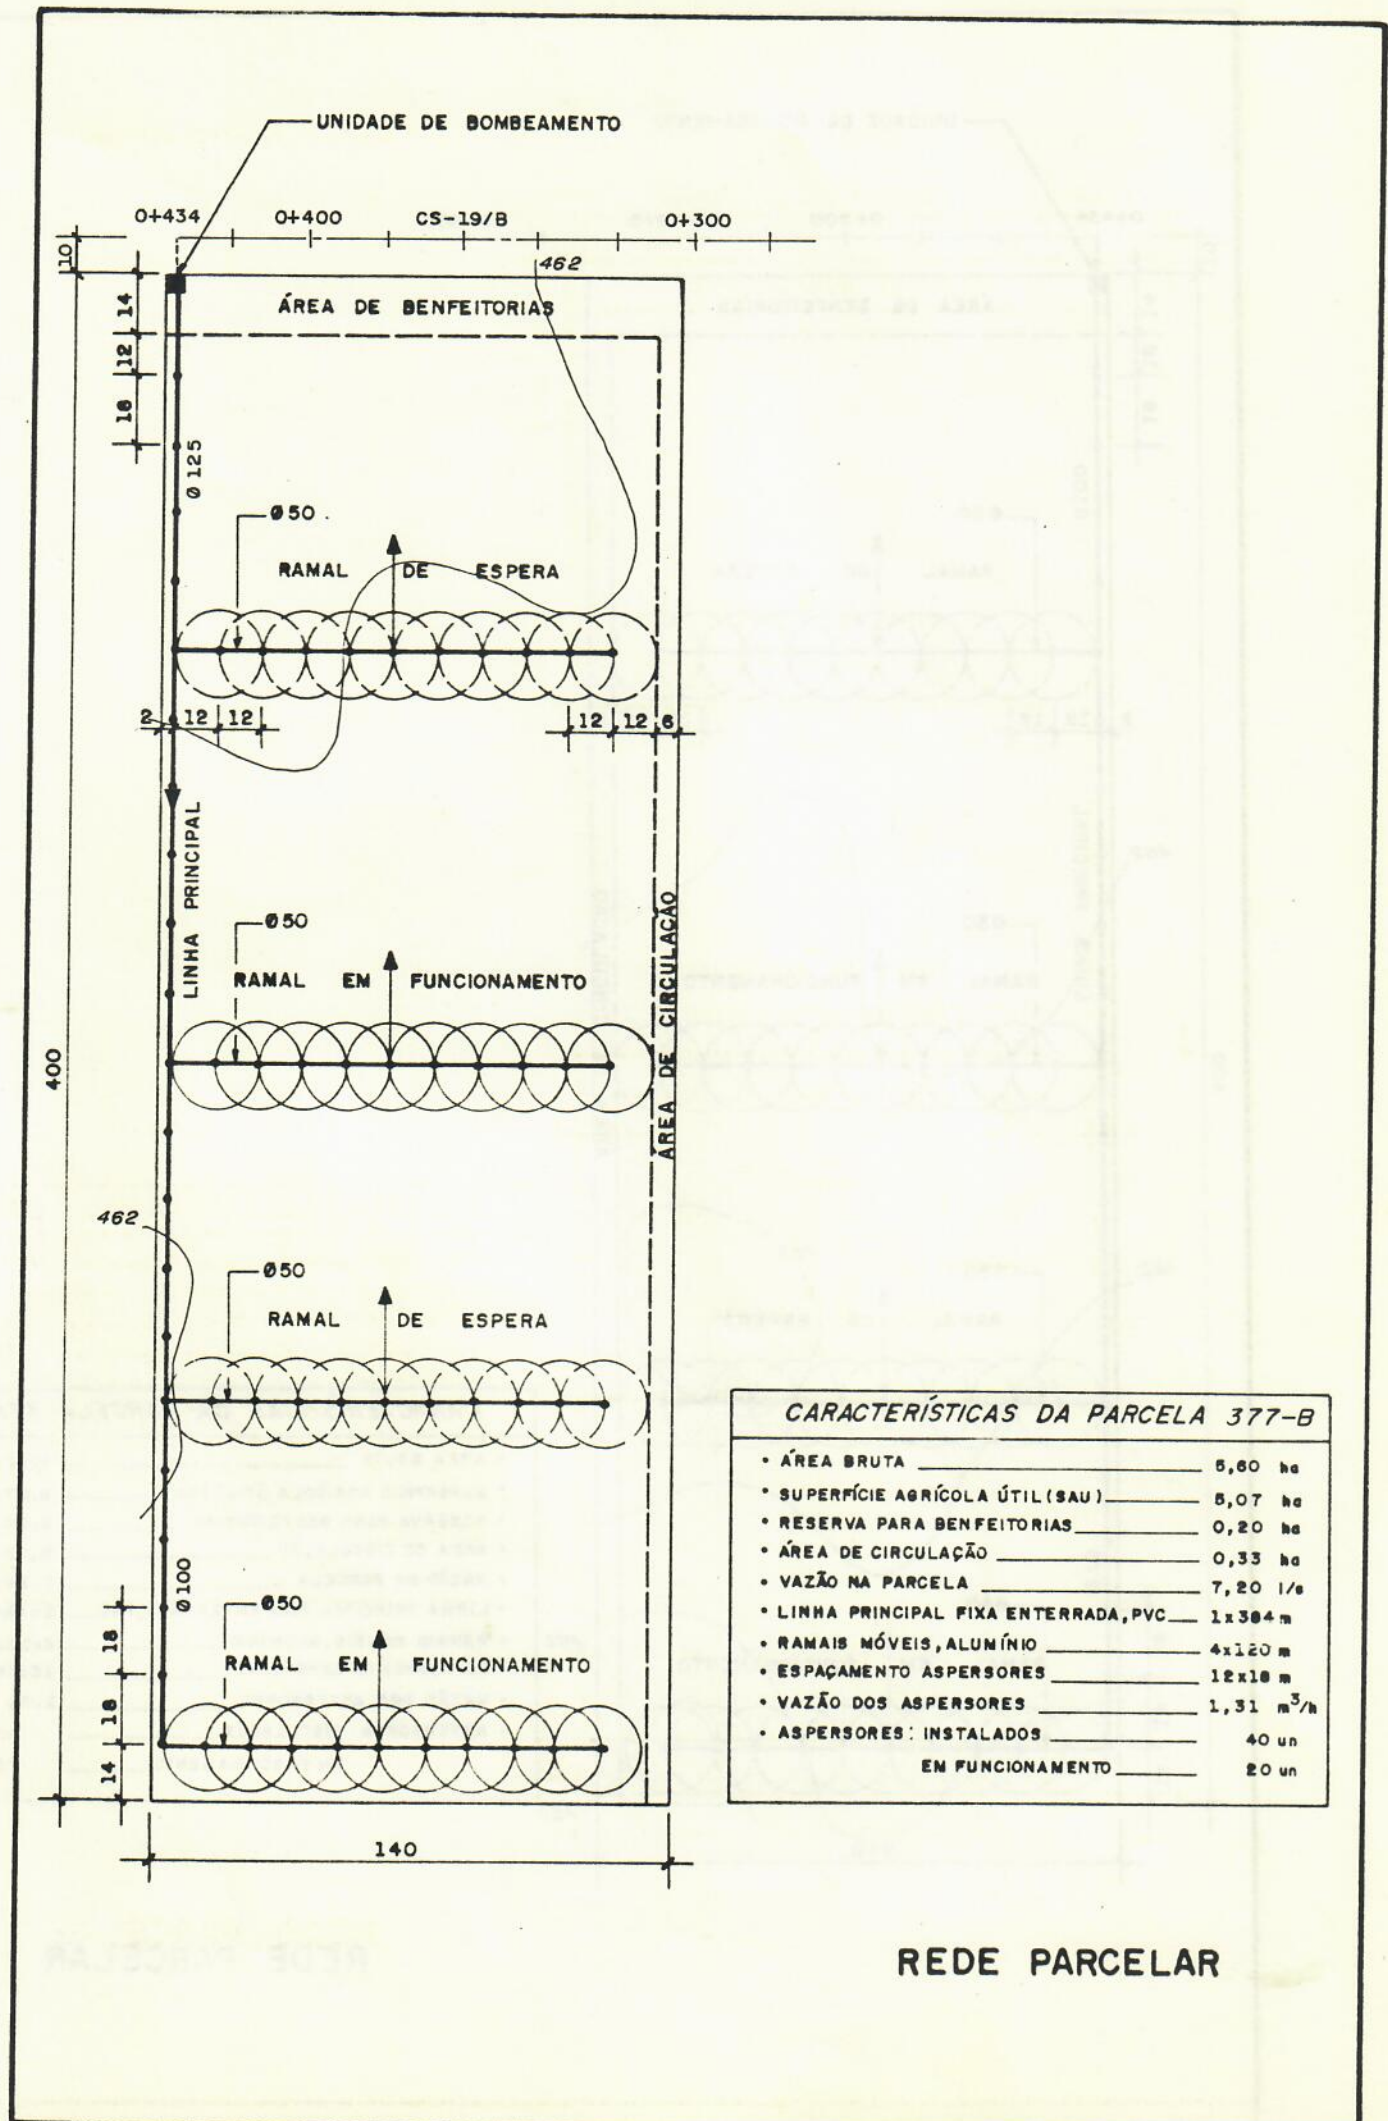 UNIDADE DE BOMBEAMENTO
0+434 0+400 CS-19/B 0+300
10
462
14
ÁREA DE BENFEITORIAS
12
18
Ø 125
Ø50
RAMAL DE ESPERA
2 12 12 12 12 6
LINHA PRINCIPAL
Ø50
RAMAL EM FUNCIONAMENTO
ÁREA DE CIRCULAÇÃO
400
462
Ø50
RAMAL DE ESPERA
Ø100
Ø50
18
RAMAL EM FUNCIONAMENTO
18
14
140
CARACTERÍSTICAS DA PARCELA 377-B
• ÁREA BRUTA 5,60 ha
• SUPERFÍCIE AGRÍCOLA ÚTIL (SAU) 5,07 ha
• RESERVA PARA BENFEITORIAS 0,20 ha
• ÁREA DE CIRCULAÇÃO 0,33 ha
• VAZÃO NA PARCELA 7,20 l/s
• LINHA PRINCIPAL FIXA ENTERRADA, PVC 1x384 m
• RAMAIS MÓVEIS, ALUMÍNIO 4x120 m
• ESPAÇAMENTO ASPERSORES 12x18 m
• VAZÃO DOS ASPERSORES 1,31 m³/h
• ASPERSORES: INSTALADOS 40 un
EM FUNCIONAMENTO 20 un
REDE PARCELAR